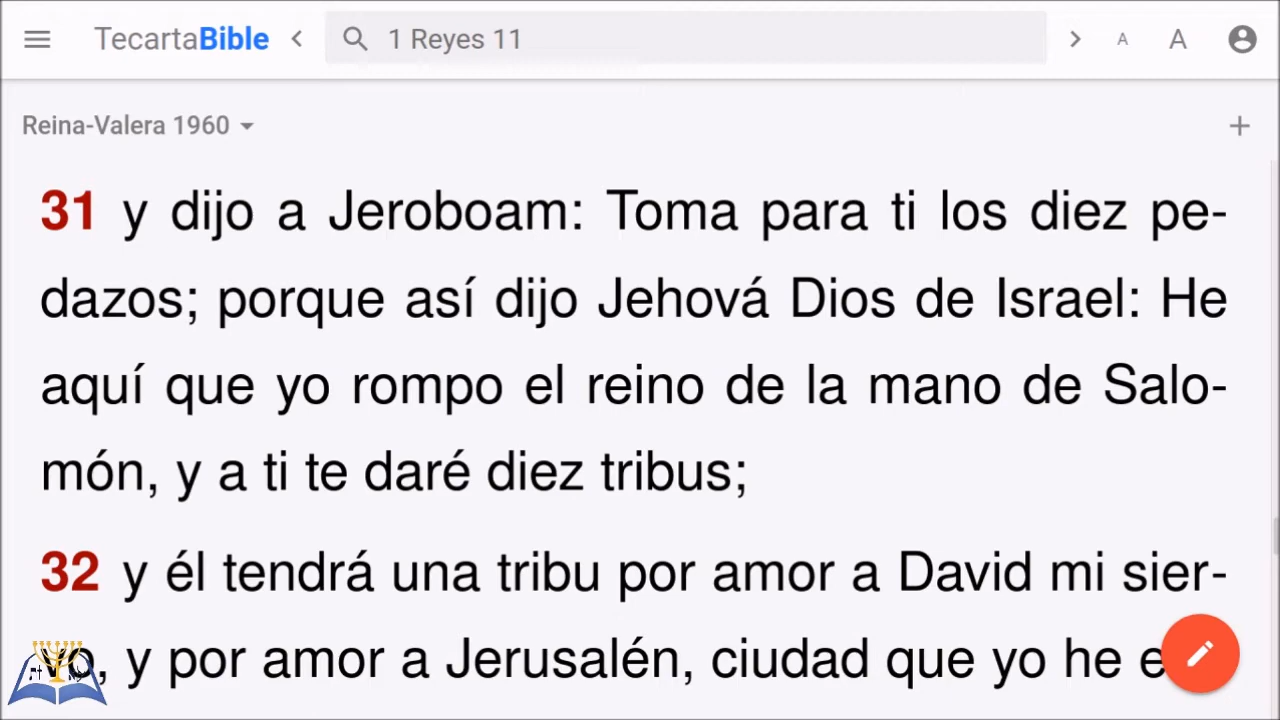 TecartaBible
1 Reyes 11
A A
Reina-Valera 1960
31 y dijo a Jeroboam: Toma para ti los diez pe-
dazos; porque así dijo Jehová Dios de Israel: He
aquí que yo rompo el reino de la mano de Salo-
món, y a ti te daré diez tribus;
32 y él tendrá una tribu por amor a David mi sier-
y por amor a Jerusalén, ciudad que yo he